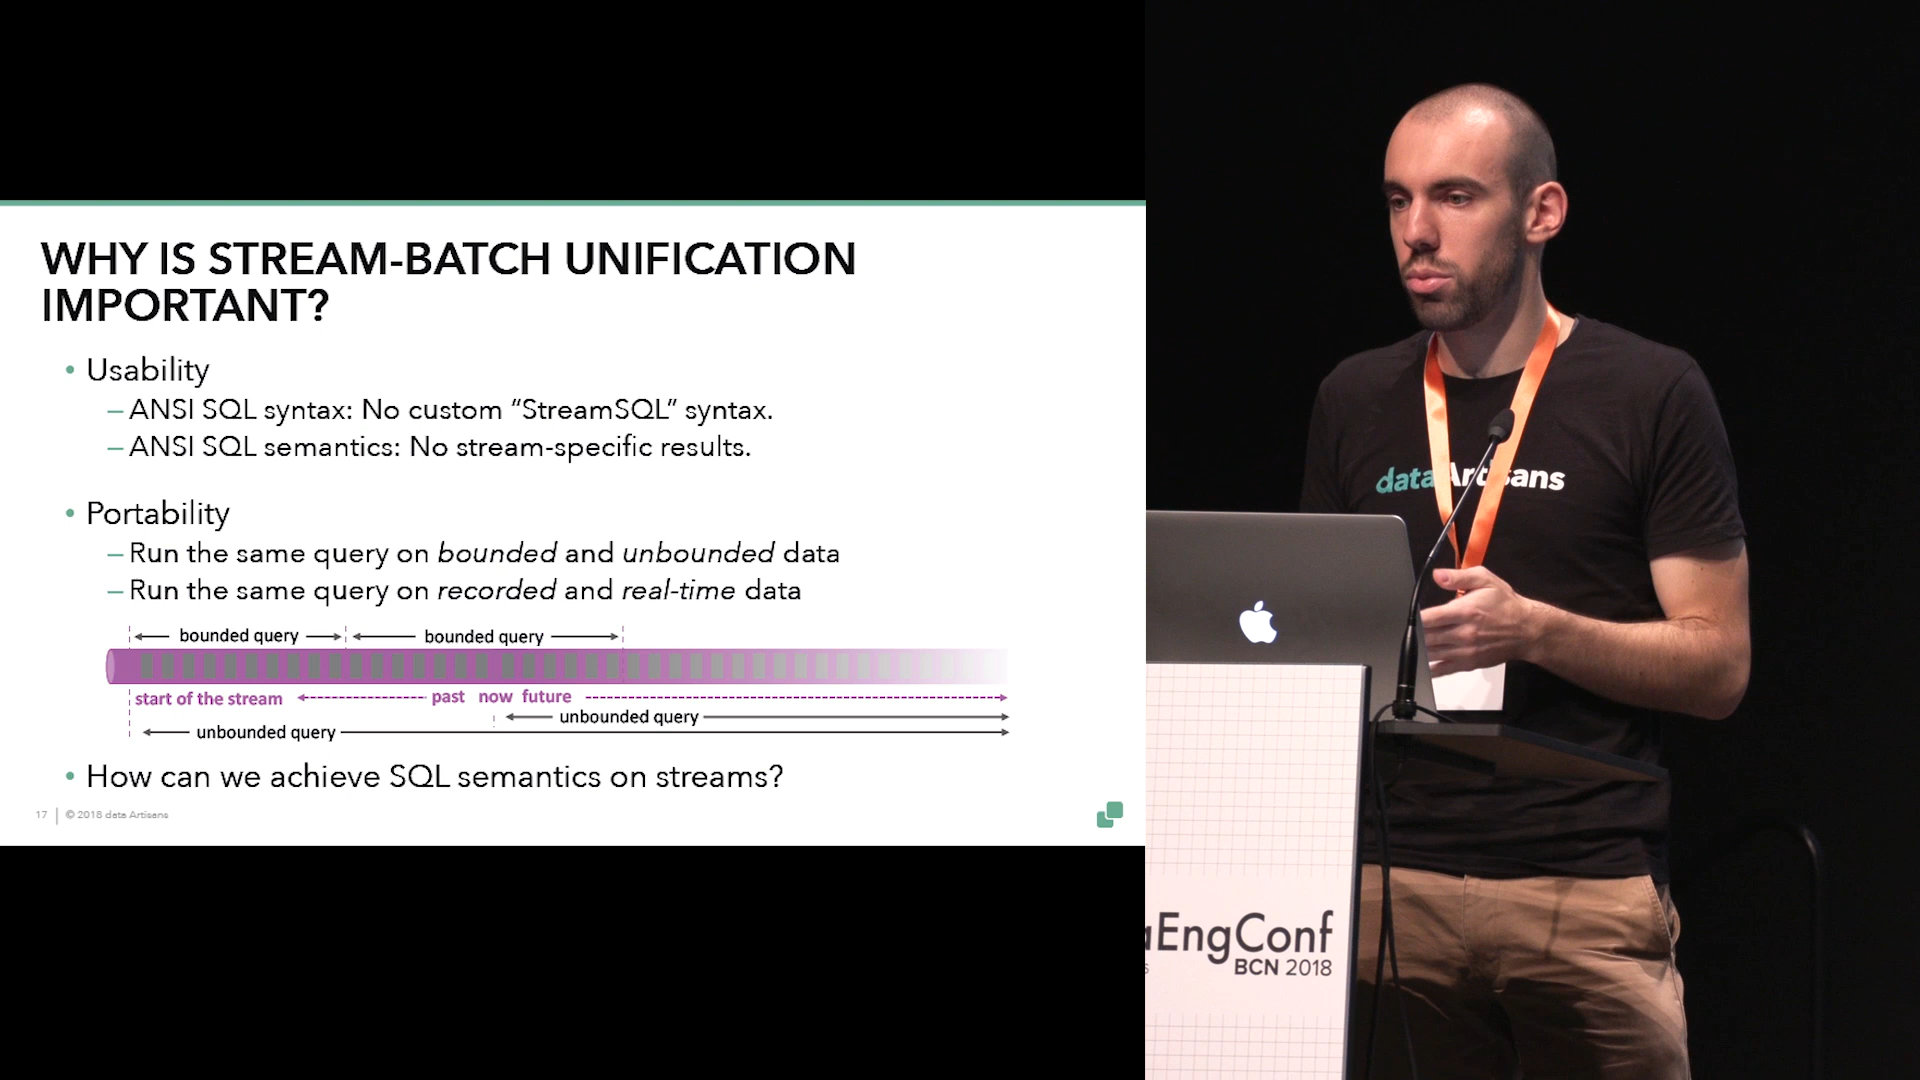 WHY IS STREAM-BATCH UNIFICATION
IMPORTANT?
• Usability
– ANSI SQL syntax: No custom “StreamSQL” syntax.
– ANSI SQL semantics: No stream-specific results.
• Portability
– Run the same query on bounded and unbounded data
– Run the same query on recorded and real-time data
bounded query bounded query
start of the stream past now future
unbounded query
unbounded query
• How can we achieve SQL semantics on streams?
17 © 2018 data Artisans
dataArtisans
EngConf
BCN 2018